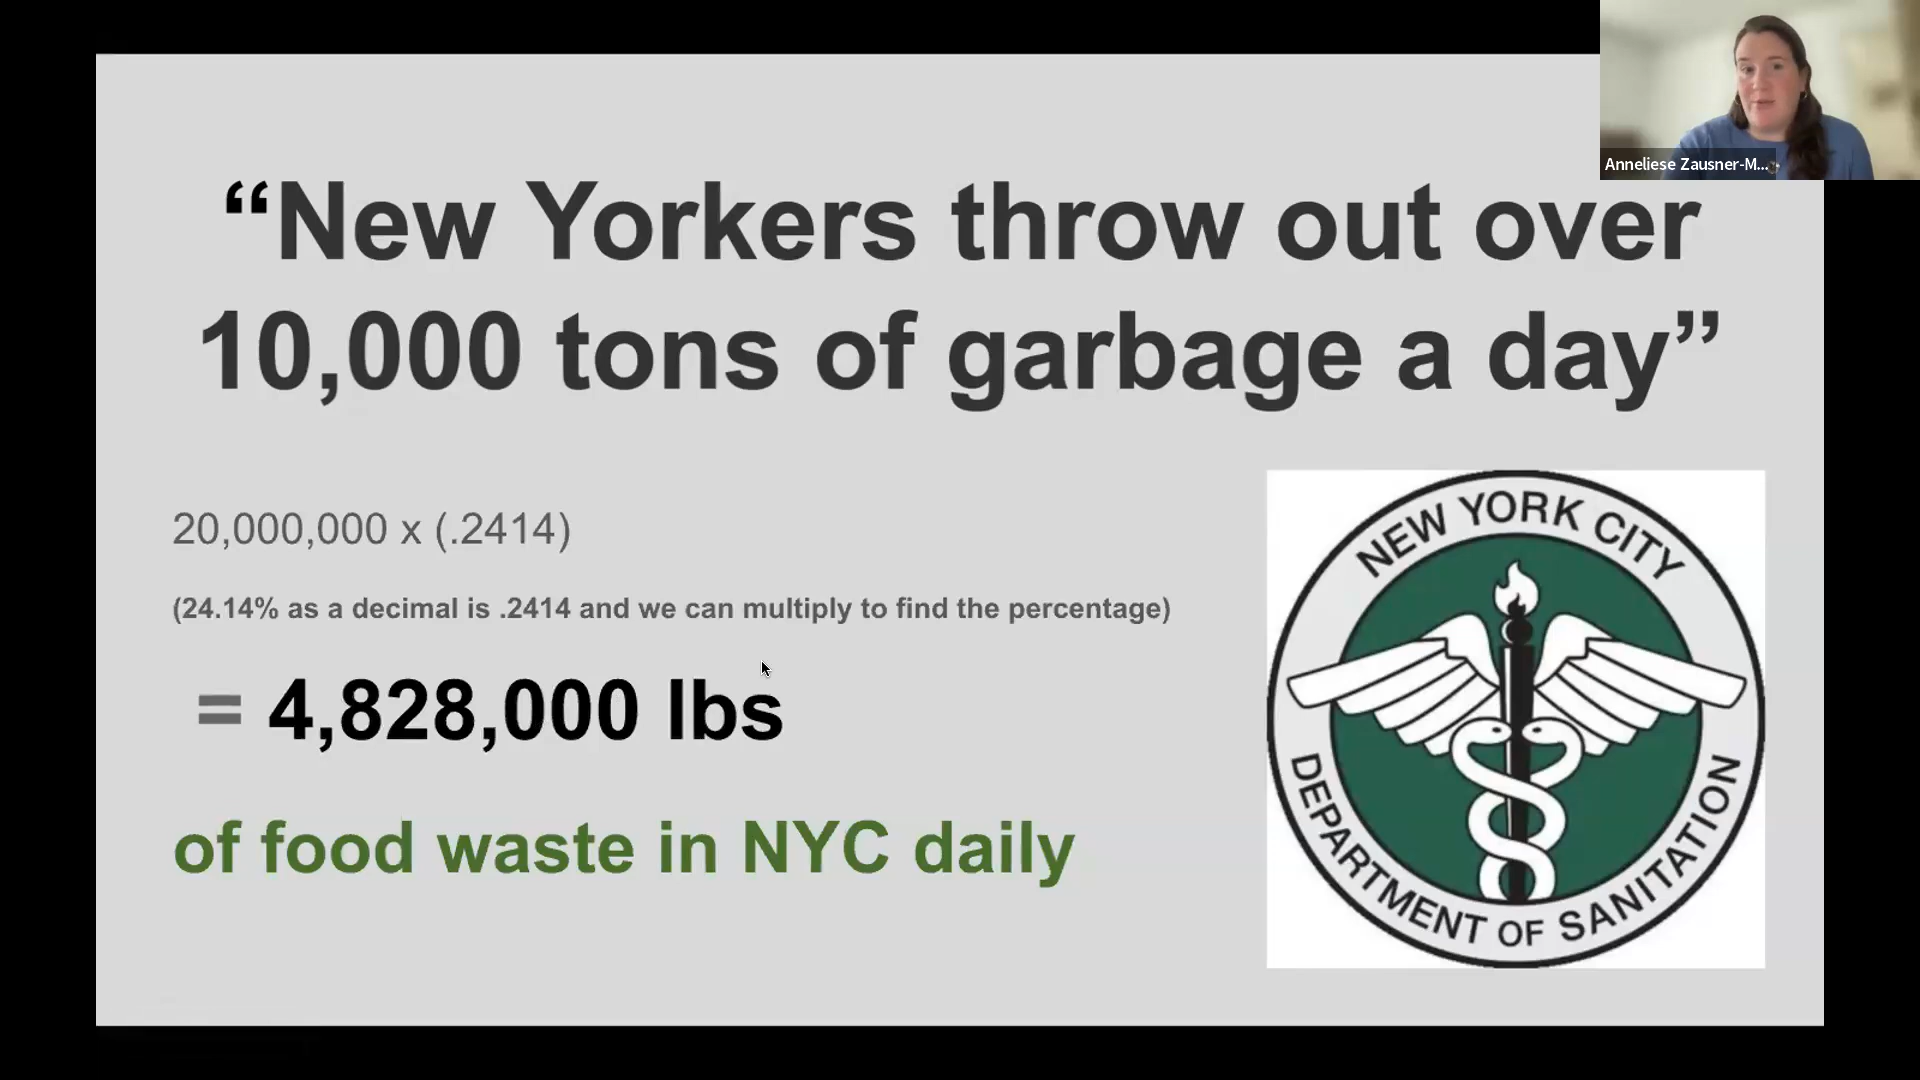 “New Yorkers throw out over
10,000 tons of garbage a day”
20,000,000 x (.2414)
(24.14% as a decimal is .2414 and we can multiply to find the percentage)
= 4,828,000 lbs
of food waste in NYC daily
NEW YORK CITY
DEPARTMENT OF SANITATION
Anneliese Zausner-M...